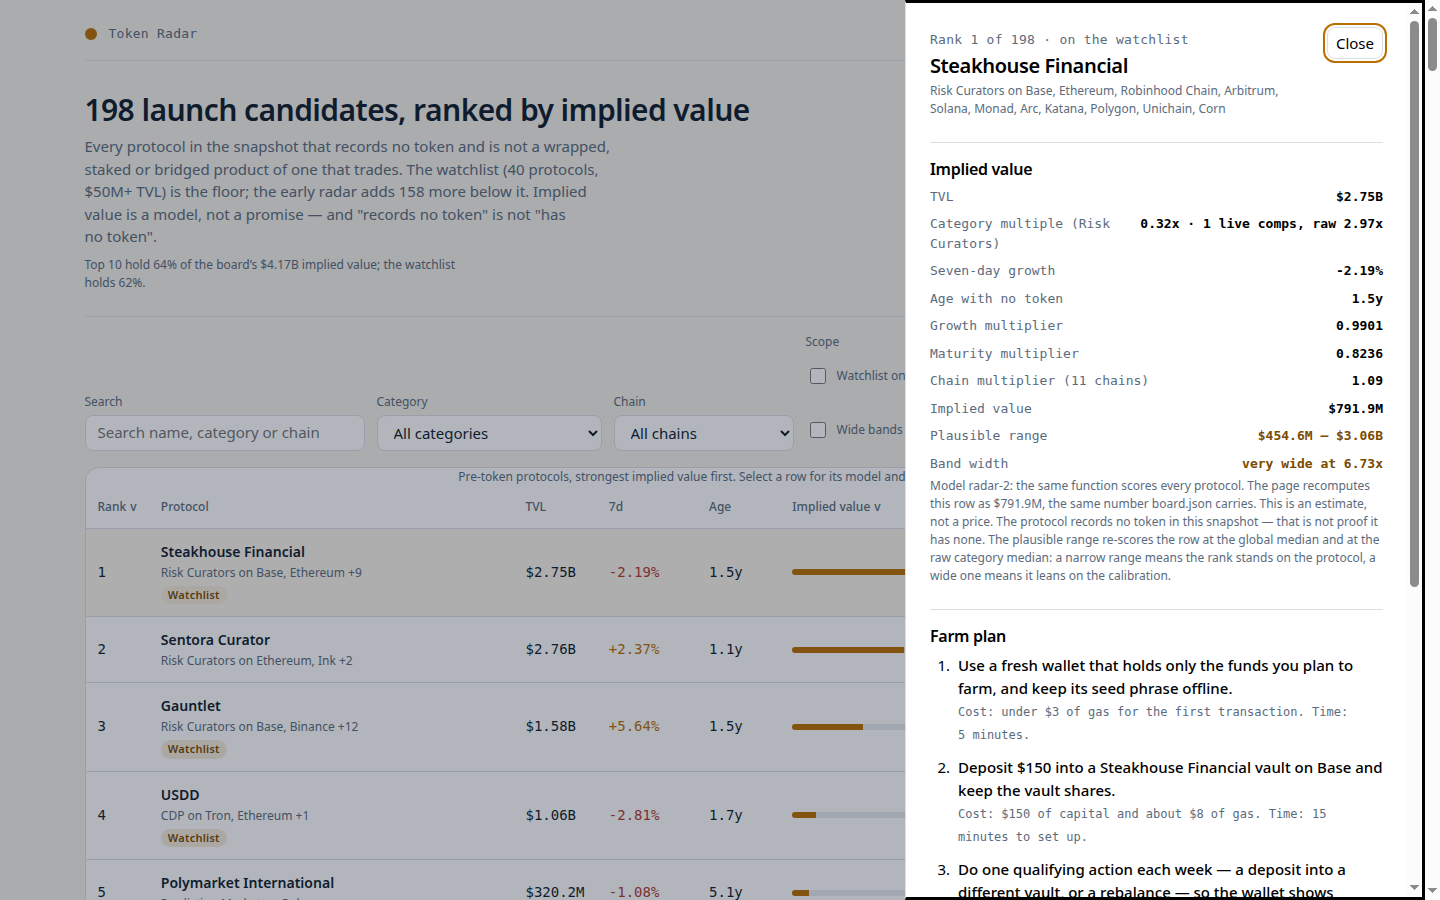 Token Radar
198 launch candidates, ranked by implied value
Every protocol in the snapshot that records no token and is not a wrapped,
staked or bridged product of one that trades. The watchlist (40 protocols,
$50M+ TVL) is the floor; the early radar adds 158 more below it. Implied
value is a model, not a promise — and "records no token" is not "has
no token".
Top 10 hold 64% of the board's $4.17B implied value; the watchlist
holds 62%.
Scope
Watchlist on
Search
Category
Chain
Search name, category or chain
All categories
All chains
Wide bands
Pre-token protocols, strongest implied value first. Select a row for its model and
Rank v
Protocol
TVL
7d
Age
Implied value v
1
Steakhouse Financial
Risk Curators on Base, Ethereum +9
Watchlist
$2.75B
-2.19%
1.5y
2
Sentora Curator
Risk Curators on Ethereum, Ink +2
$2.76B
+2.37%
1.1y
3
Gauntlet
Risk Curators on Base, Binance +12
Watchlist
$1.58B
+5.64%
1.5y
4
USDD
CDP on Tron, Ethereum +1
Watchlist
$1.06B
-2.81%
1.7y
5
Polymarket International
$320.2M
-1.08%
5.1y
Rank 1 of 198 · on the watchlist
Close
Steakhouse Financial
Risk Curators on Base, Ethereum, Robinhood Chain, Arbitrum,
Solana, Monad, Arc, Katana, Polygon, Unichain, Corn
Implied value
TVL
$2.75B
Category multiple (Risk
Curators)
0.32x · 1 live comps, raw 2.97x
Seven-day growth
-2.19%
Age with no token
1.5y
Growth multiplier
0.9901
Maturity multiplier
0.8236
Chain multiplier (11 chains)
1.09
Implied value
$791.9M
Plausible range
$454.6M — $3.06B
Band width
very wide at 6.73x
Model radar-2: the same function scores every protocol. The page recomputes
this row as $791.9M, the same number board.json carries. This is an estimate,
not a price. The protocol records no token in this snapshot — that is not proof it
has none. The plausible range re-scores the row at the global median and at the
raw category median: a narrow range means the rank stands on the protocol, a
wide one means it leans on the calibration.
Farm plan
1. Use a fresh wallet that holds only the funds you plan to
farm, and keep its seed phrase offline.
Cost: under $3 of gas for the first transaction. Time:
5 minutes.
2. Deposit $150 into a Steakhouse Financial vault on Base and
keep the vault shares.
Cost: $150 of capital and about $8 of gas. Time: 15
minutes to set up.
3. Do one qualifying action each week — a deposit into a
different vault, or a rebalance — so the wallet shows